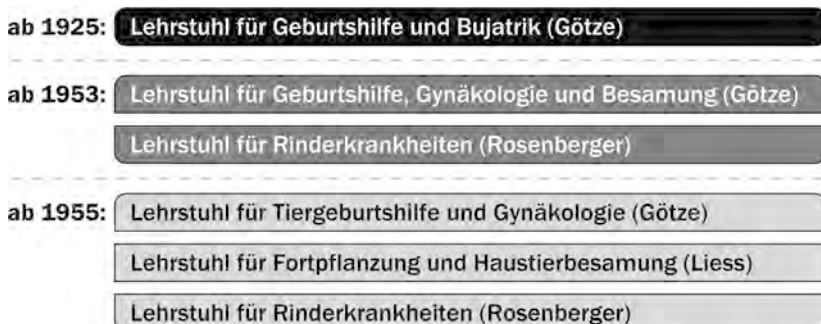 ab 1925: Lehrstuhl für Geburtshilfe und Bujatrik (Götze)
ab 1953: Lehrstuhl für Geburtshilfe, Gynäkologie und Besamung (Götze)
Lehrstuhl für Rinderkrankheiten (Rosenberger)
ab 1955: Lehrstuhl für Tiergeburtshilfe und Gynäkologie (Götze)
Lehrstuhl für Fortpflanzung und Haustierbesamung (Liess)
Lehrstuhl für Rinderkrankheiten (Rosenberger)